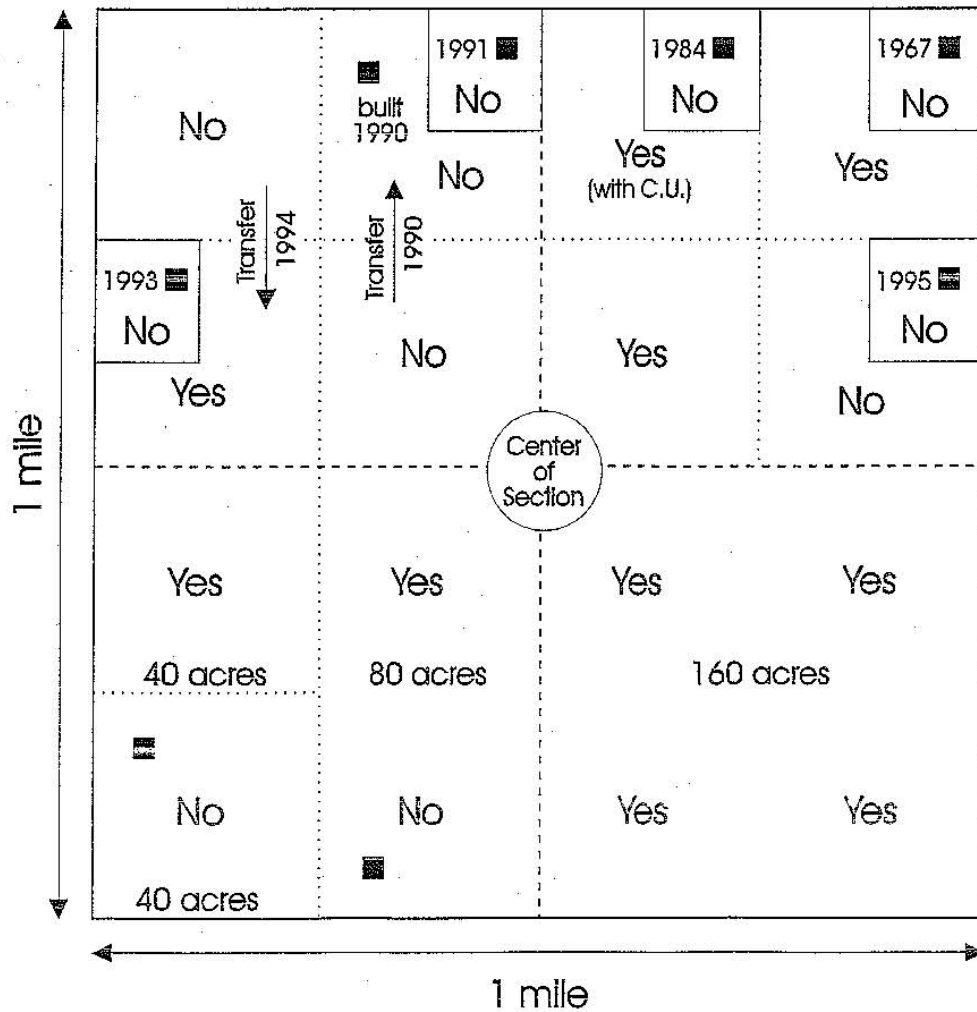 1991
No
1984
No
1967
No
No
built
1990
No
Yes
(with C.U.)
Yes
Transfer
1994
Transfer
1990
1993
No
Yes
No
Yes
1995
No
No
Center
of
Section
1 mile
Yes
Yes
Yes
Yes
40 acres
80 acres
160 acres
No
No
Yes
Yes
40 acres
1 mile